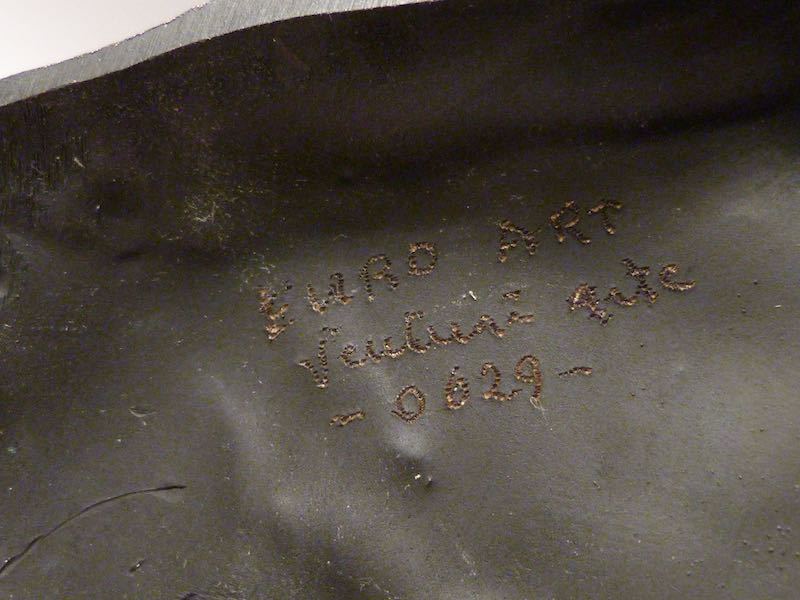 EURO ART
Venturi Arte
- 0629 -